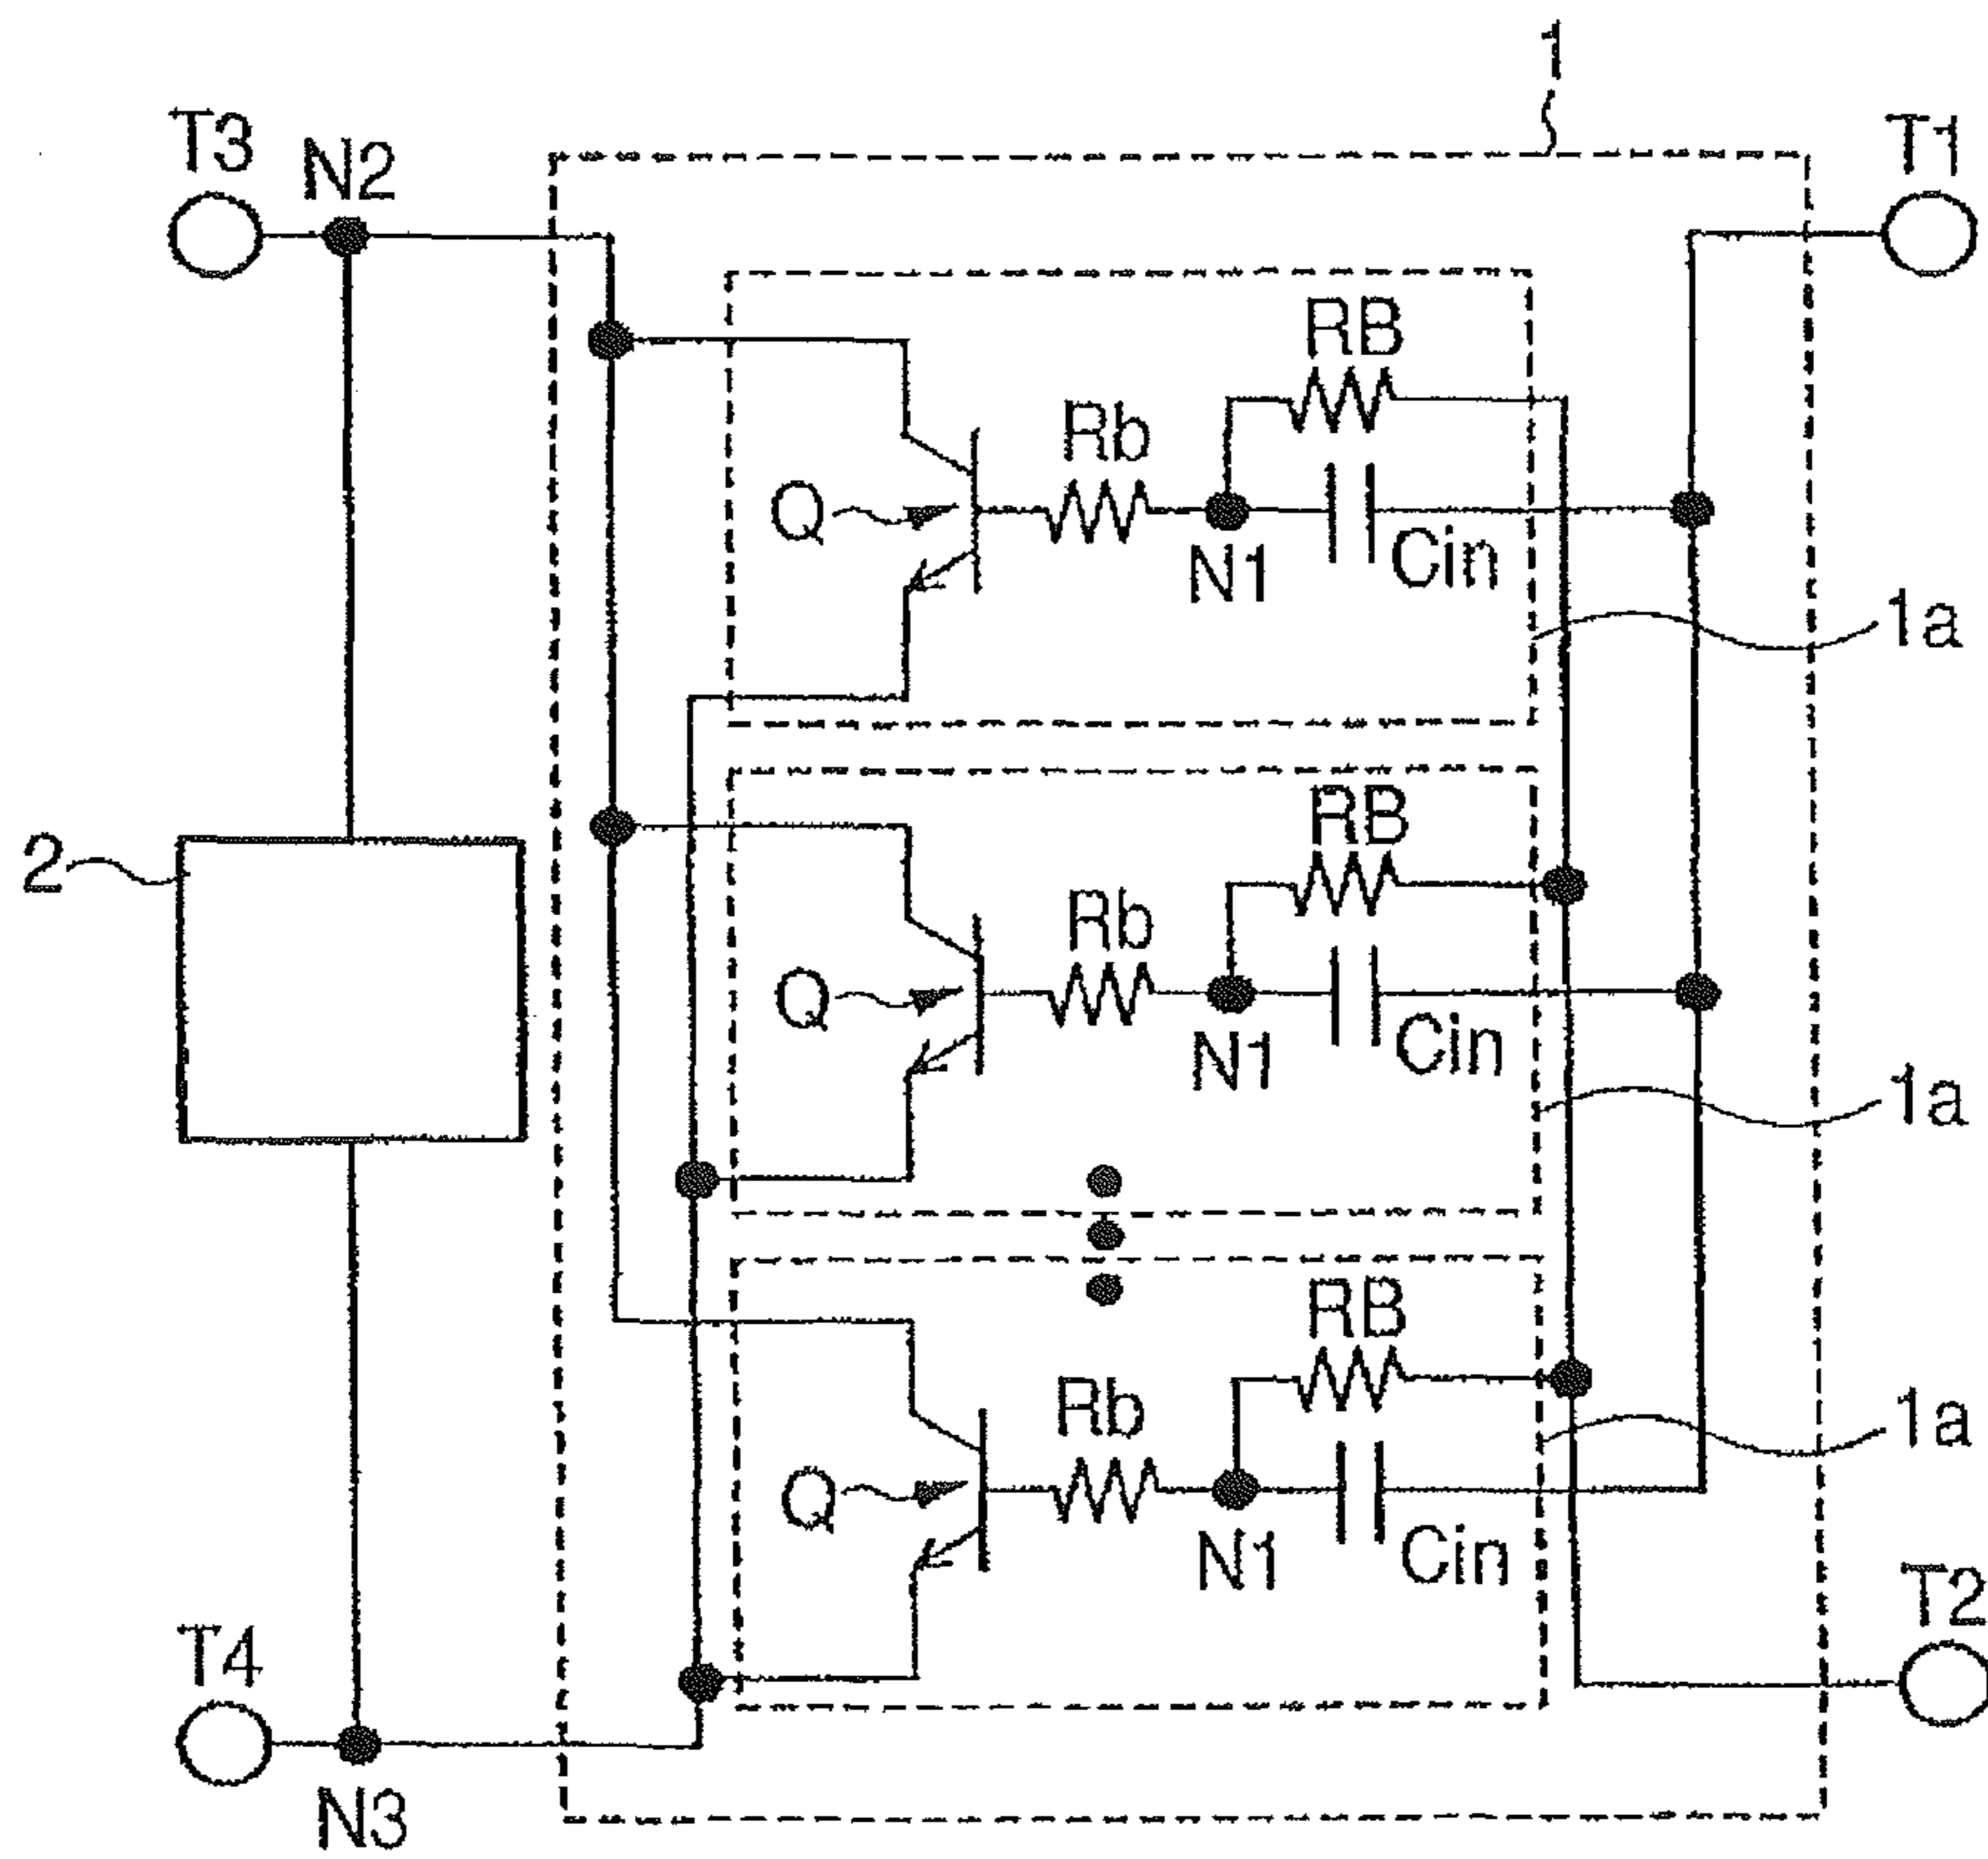 1
T3
N2
T1
RB
Rb
Q
N1
Cin
1a
RB
2
Rb
Q
N1
Cin
1a
RB
Rb
1a
Q
N1
Cin
T2
T4
N3